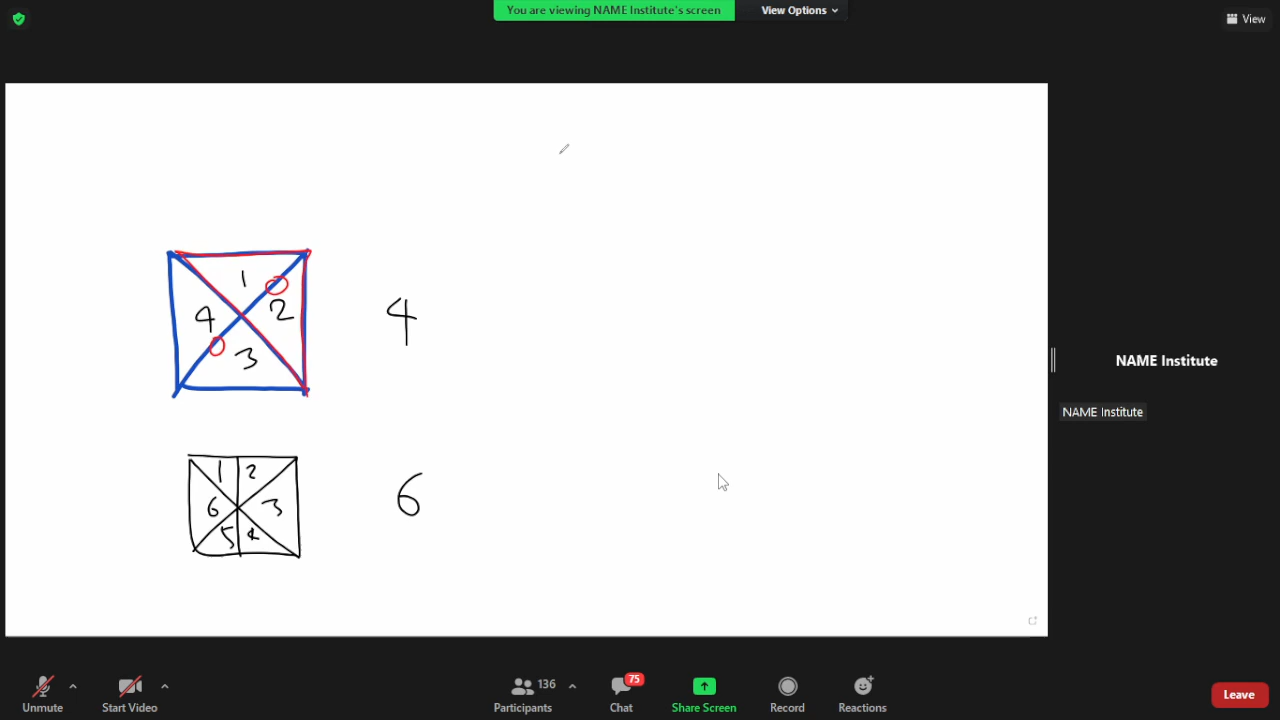 You are viewing NAME Institute's screen
View Options
View
1
4
2
3
4
NAME Institute
NAME Institute
1 2
6 3
5 4
6
Unmute
Start Video
136
Participants
75
Chat
Share Screen
Record
Reactions
Leave